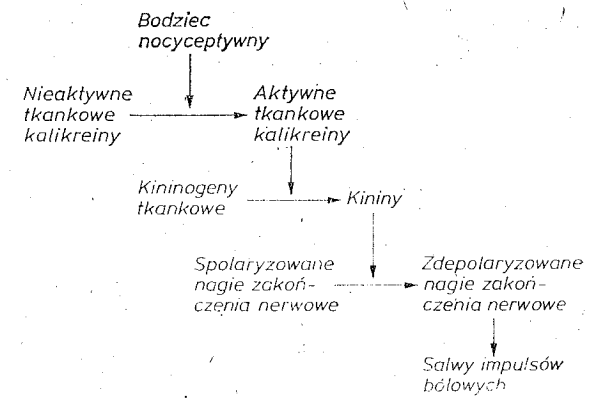 Bodziec
nocyceptywny
Nieaktywne
tkankowe
kalikreiny
Aktywne
tkankowe
kalikreiny
Kininogeny
tkankowe
Kininy
Spolaryzowane
nagie zakoń-
czenia nerwowe
Zdepolaryzowane
nagie zakoń-
czenia nerwowe
Salwy impulsów
bólowych